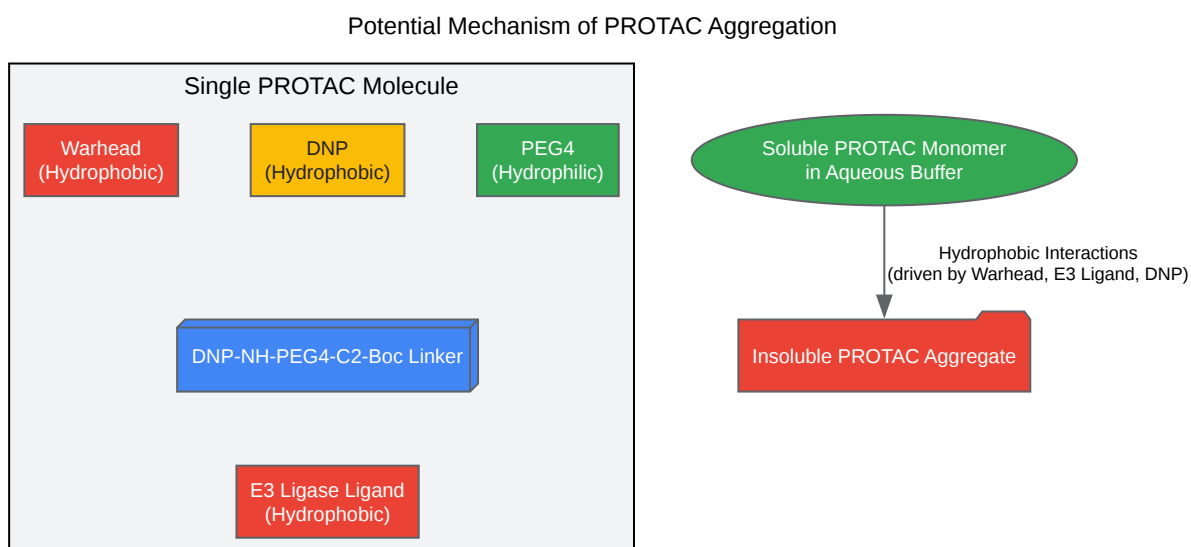 Potential Mechanism of PROTAC Aggregation
Single PROTAC Molecule
Warhead
(Hydrophobic)
DNP
(Hydrophobic)
PEG4
(Hydrophilic)
DNP-NH-PEG4-C2-Boc Linker
E3 Ligase Ligand
(Hydrophobic)
Soluble PROTAC Monomer
in Aqueous Buffer
Hydrophobic Interactions
(driven by Warhead, E3 Ligand, DNP)
Insoluble PROTAC Aggregate